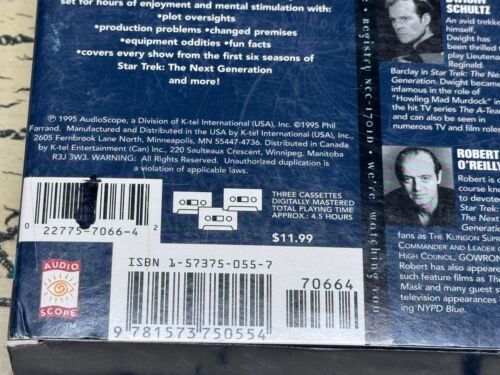 set for hours of enjoyment and mental stimulation with:
•plot oversights
•production problems •changed premises
•equipment oddities •fun facts
•covers every show from the first six seasons of
Star Trek: The Next Generation
and more!
℗ 1995 AudioScope, A Division of K-tel International (USA), Inc. ©1995 Phil
Farrand. Manufactured and Distributed in the USA by K-tel International (USA), Inc.
2605 Fernbrook Lane North, Minneapolis, MN 55447-4736. Distributed in Canada
by K-tel Entertainment (Can) Inc., 220 Saulteaux Crescent, Winnipeg, Manitoba
R3J 3W3. WARNING: All Rights Reserved. Unauthorized duplication is a
violation of applicable laws.
0 22775-7066-4 2
THREE CASSETTES
DIGITALLY MASTERED
TOTAL PLAYING TIME
APPROX.: 4.5 HOURS
$11.99
ISBN 1-57375-055-7
70664
9 781573 750554
AUDIO
SCOPE
• Registry NCC-1701D • we're watching you
DWIGHT
SCHULTZ
An avid trekker
himself,
Dwight has
been thrilled
play Lieutenant
Reginald
Barclay in Star Trek: The Next
Generation. Dwight became
infamous in the role of
"Howling Mad Murdock" in
the hit TV series The A-Team
and can also be seen in
numerous TV and film roles
ROBERT
O'REILLY
Robert is
course know
to devoted
Star Trek:
The Next
Generation
fans as THE KLINGON SUPREME
COMMANDER AND LEADER OF
HIGH COUNCIL, GOWRON.
Robert has also appeared
such feature films as The
Mask and many guest
television appearances
ing NYPD Blue.